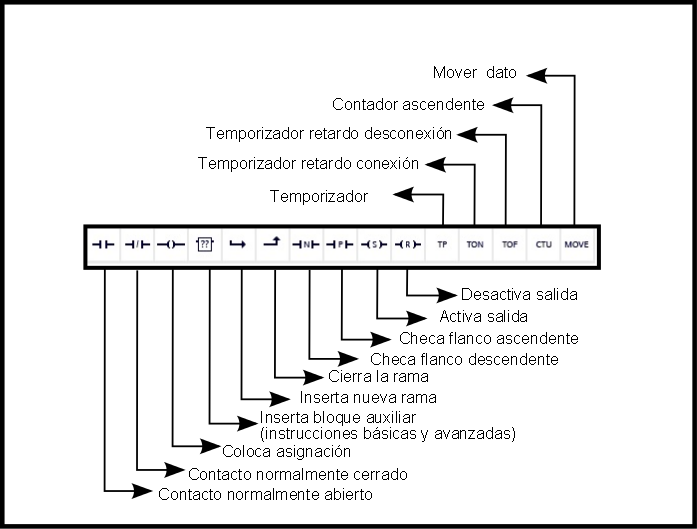 Mover dato
Contador ascendente
Temporizador retardo desconexión
Temporizador retardo conexión
Temporizador
?? N P S R TP TON TOF CTU MOVE
Desactiva salida
Activa salida
Checa flanco ascendente
Checa flanco descendente
Cierra la rama
Inserta nueva rama
Inserta bloque auxiliar
(instrucciones básicas y avanzadas)
Coloca asignación
Contacto normalmente cerrado
Contacto normalmente abierto